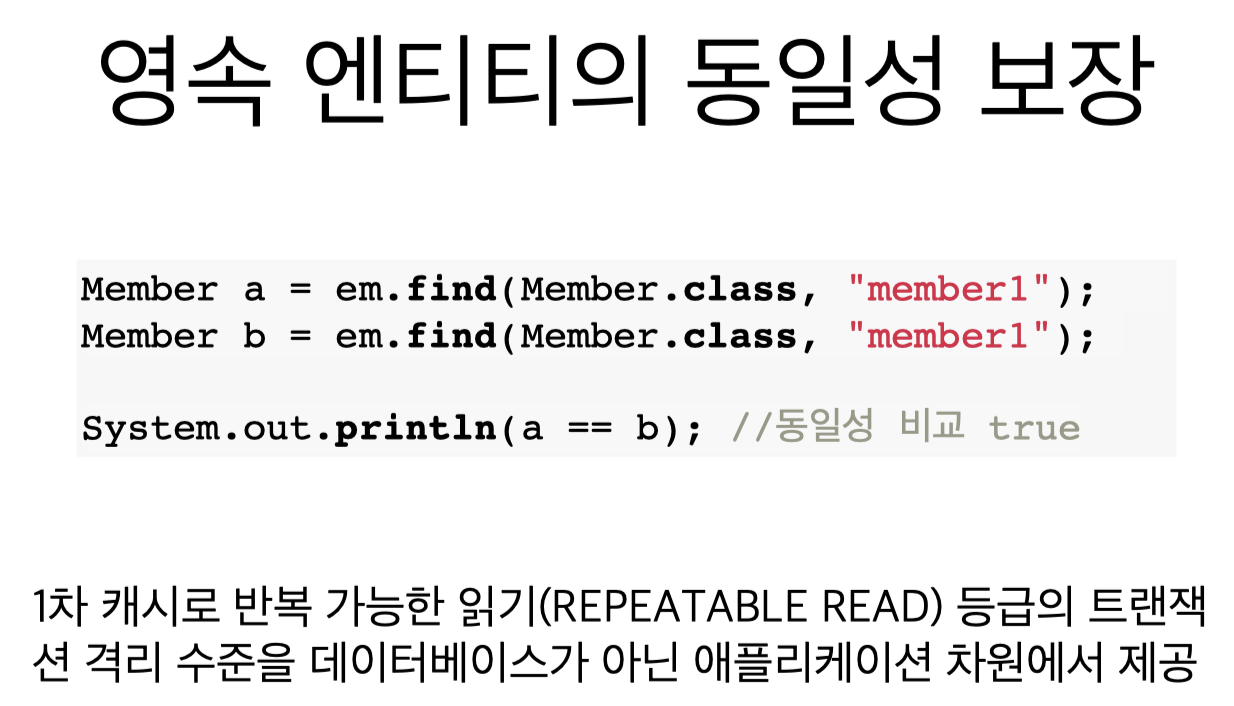 영속 엔티티의 동일성 보장
Member a = em.find(Member.class, "member1");
Member b = em.find(Member.class, "member1");
System.out.println(a == b); //동일성 비교 true
1차 캐시로 반복 가능한 읽기(REPEATABLE READ) 등급의 트랜잭
션 격리 수준을 데이터베이스가 아닌 애플리케이션 차원에서 제공